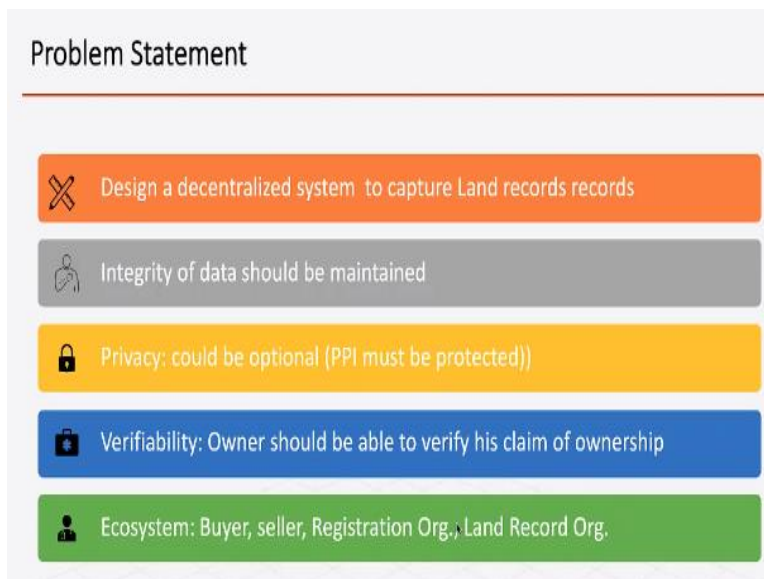 Problem Statement
Design a decentralized system to capture Land records records
Integrity of data should be maintained
Privacy: could be optional (PPI must be protected))
Verifiability: Owner should be able to verify his claim of ownership
Ecosystem: Buyer, seller, Registration Org., Land Record Org.